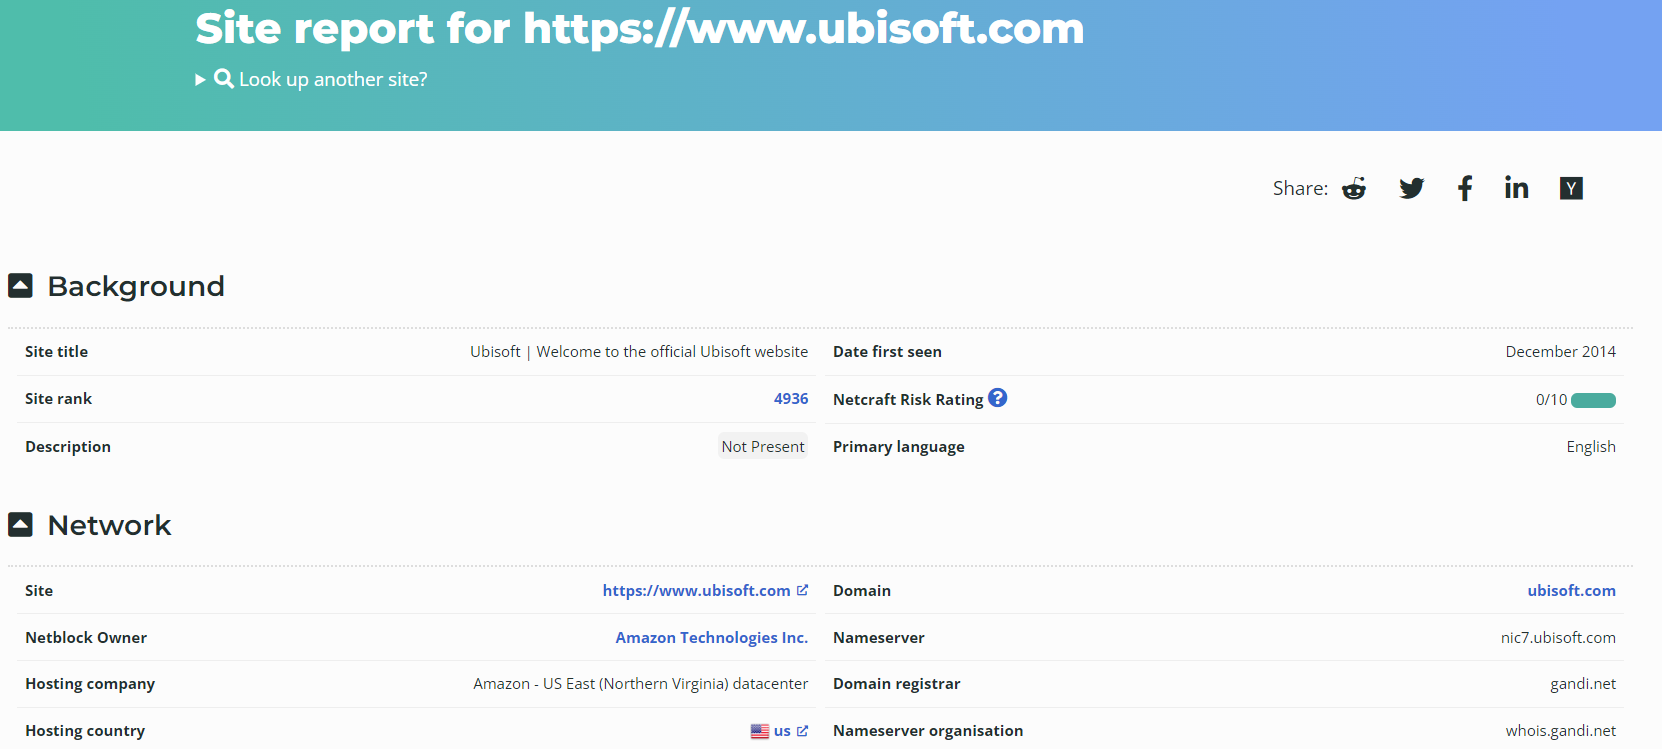 Site report for https://www.ubisoft.com
Look up another site?
Share:
Background
Site title Ubisoft | Welcome to the official Ubisoft website Date first seen December 2014
Site rank 4936 Netcraft Risk Rating ? 0/10
Description Not Present Primary language English
Network
Site https://www.ubisoft.com Domain ubisoft.com
Netblock Owner Amazon Technologies Inc. Nameserver nic7.ubisoft.com
Hosting company Amazon - US East (Northern Virginia) datacenter Domain registrar gandi.net
Hosting country us Nameserver organisation whois.gandi.net